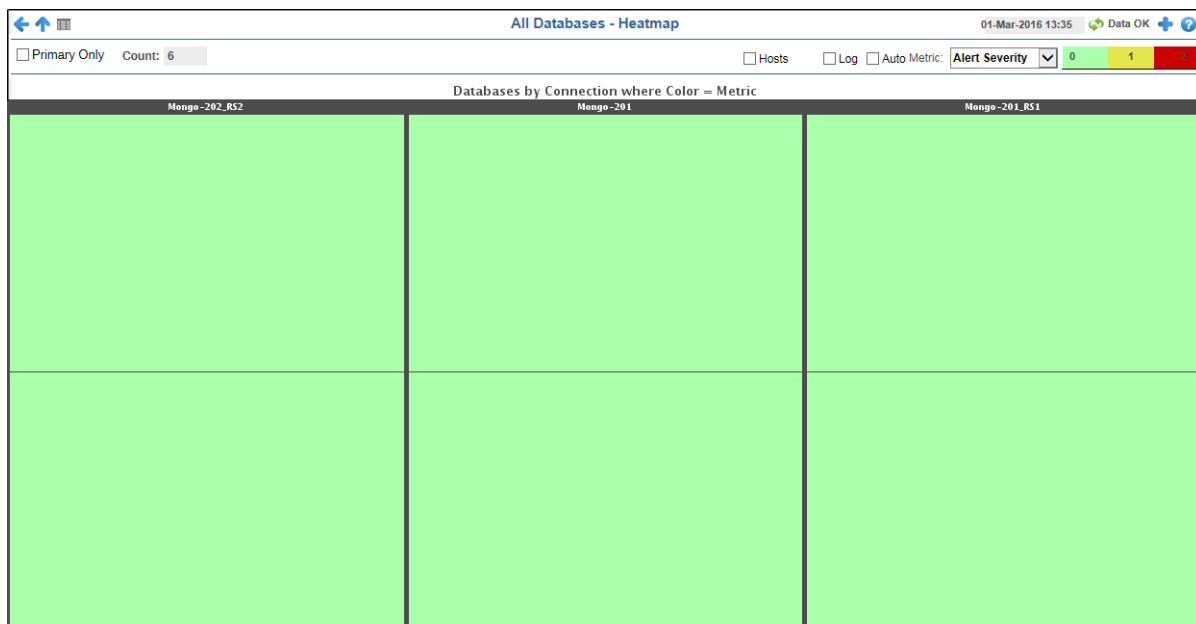 All Databases - Heatmap 01-Mar-2016 13:35 Data OK
Primary Only Count: 6 Hosts Log Auto Metric: Alert Severity 0 1 2
Databases by Connection where Color = Metric
Mongo-202_RS2 Mongo-201 Mongo-201_RS1